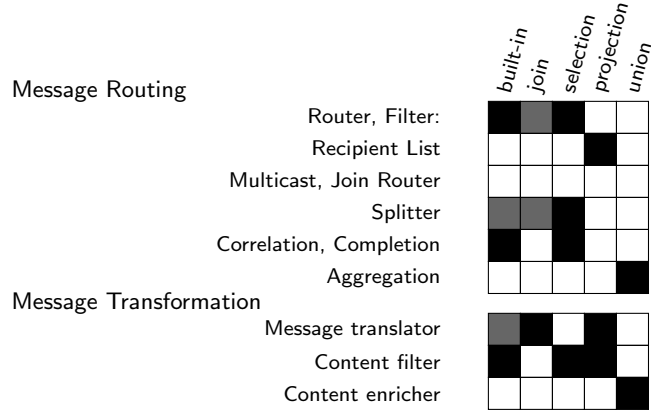 built-in join selection projection union
Message Routing
Router, Filter:
Recipient List
Multicast, Join Router
Splitter
Correlation, Completion
Aggregation
Message Transformation
Message translator
Content filter
Content enricher